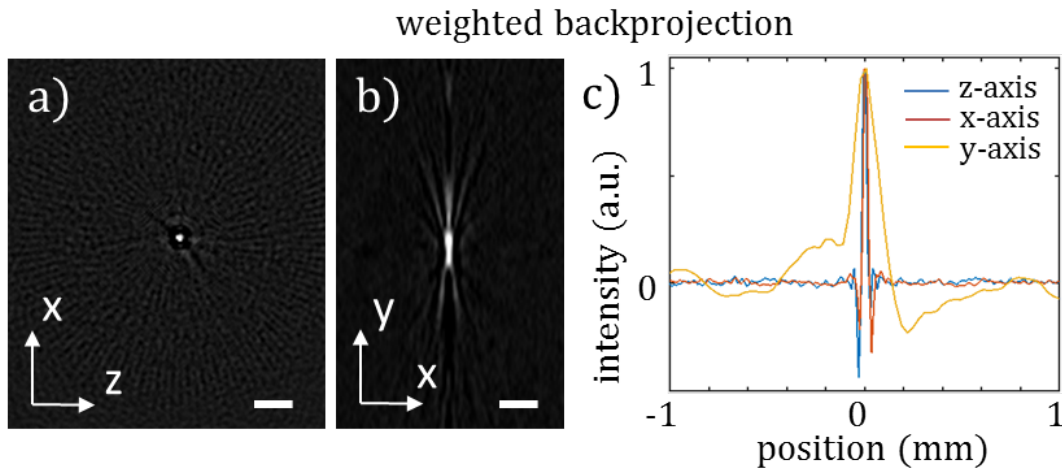 weighted backprojection
a)
x
z
b)
y
x
c)
z-axis
x-axis
y-axis
intensity (a.u.)
1
0
-1
0
1
position (mm)